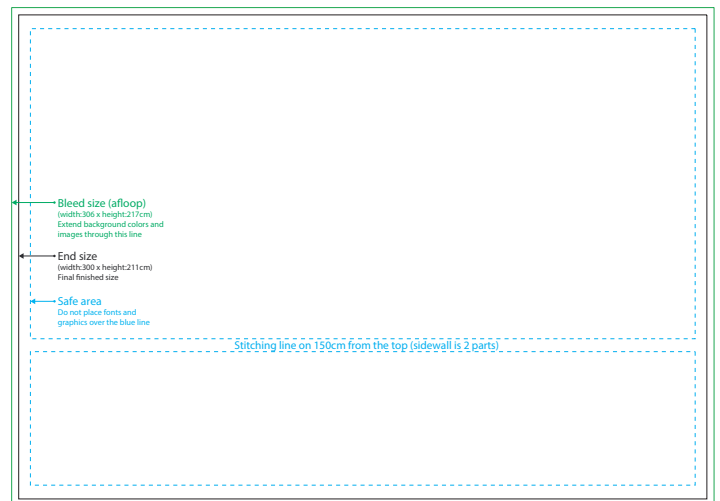 Bleed size (afloop)
(width:306 x height:217cm)
Extend background colors and
images through this line
End size
(width:300 x height:211cm)
Final finished size
Safe area
Do not place fonts and
graphics over the blue line
Stitching line on 150cm from the top (sidewall is 2 parts)